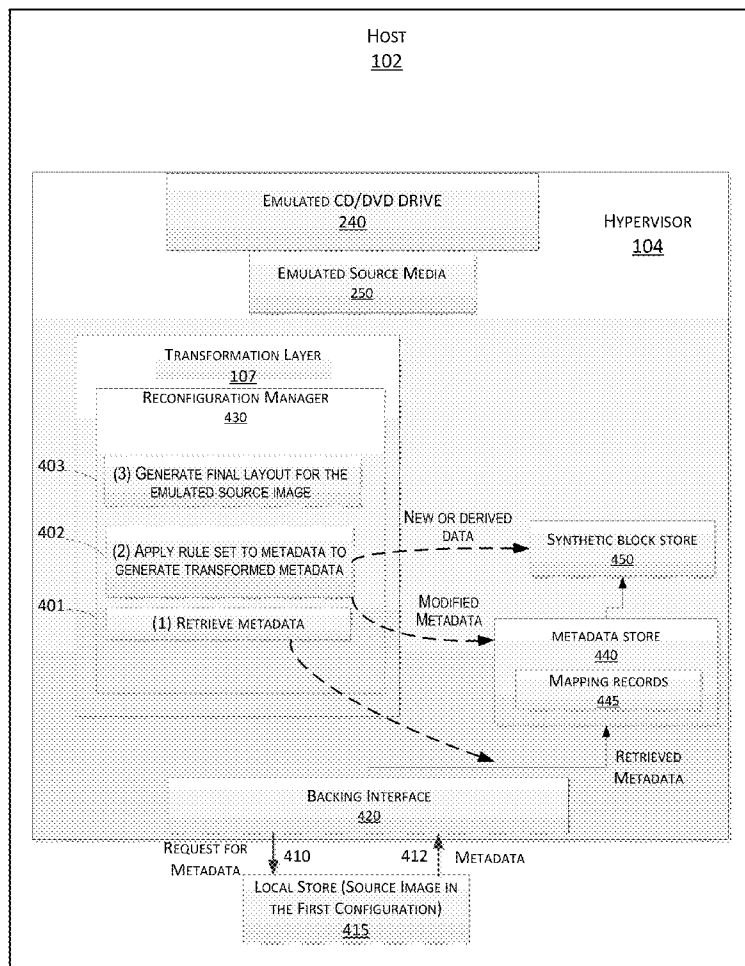 HOST
102
EMULATED CD/DVD DRIVE
240
HYPERVISOR
104
EMULATED SOURCE MEDIA
250
TRANSFORMATION LAYER
107
RECONFIGURATION MANAGER
430
403
(3) GENERATE FINAL LAYOUT FOR THE
EMULATED SOURCE IMAGE
402
(2) APPLY RULE SET TO METADATA TO
GENERATE TRANSFORMED METADATA
401
(1) RETRIEVE METADATA
NEW OR DERIVED
DATA
SYNTHETIC BLOCK STORE
450
MODIFIED
METADATA
METADATA STORE
440
MAPPING RECORDS
445
RETRIEVED
METADATA
BACKING INTERFACE
420
REQUEST FOR
METADATA
410
412
METADATA
LOCAL STORE (SOURCE IMAGE IN
THE FIRST CONFIGURATION)
415